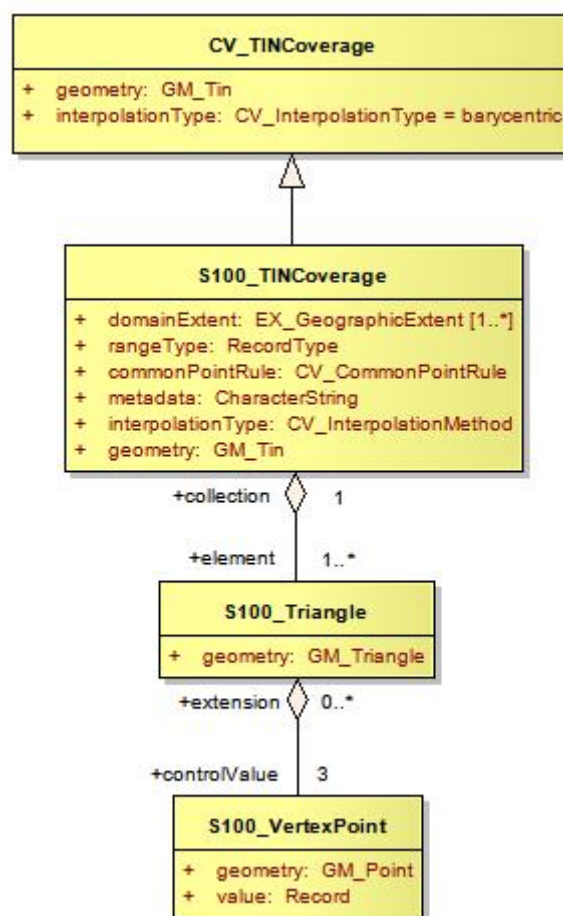 CV_TINCoverage
+ geometry: GM_Tin
+ interpolationType: CV_InterpolationType = barycentric
S100_TINCoverage
+ domainExtent: EX_GeographicExtent [1..*]
+ rangeType: RecordType
+ commonPointRule: CV_CommonPointRule
+ metadata: CharacterString
+ interpolationType: CV_InterpolationMethod
+ geometry: GM_Tin
+collection 1
+element 1..*
S100_Triangle
+ geometry: GM_Triangle
+extension 0..*
+controlValue 3
S100_VertexPoint
+ geometry: GM_Point
+ value: Record